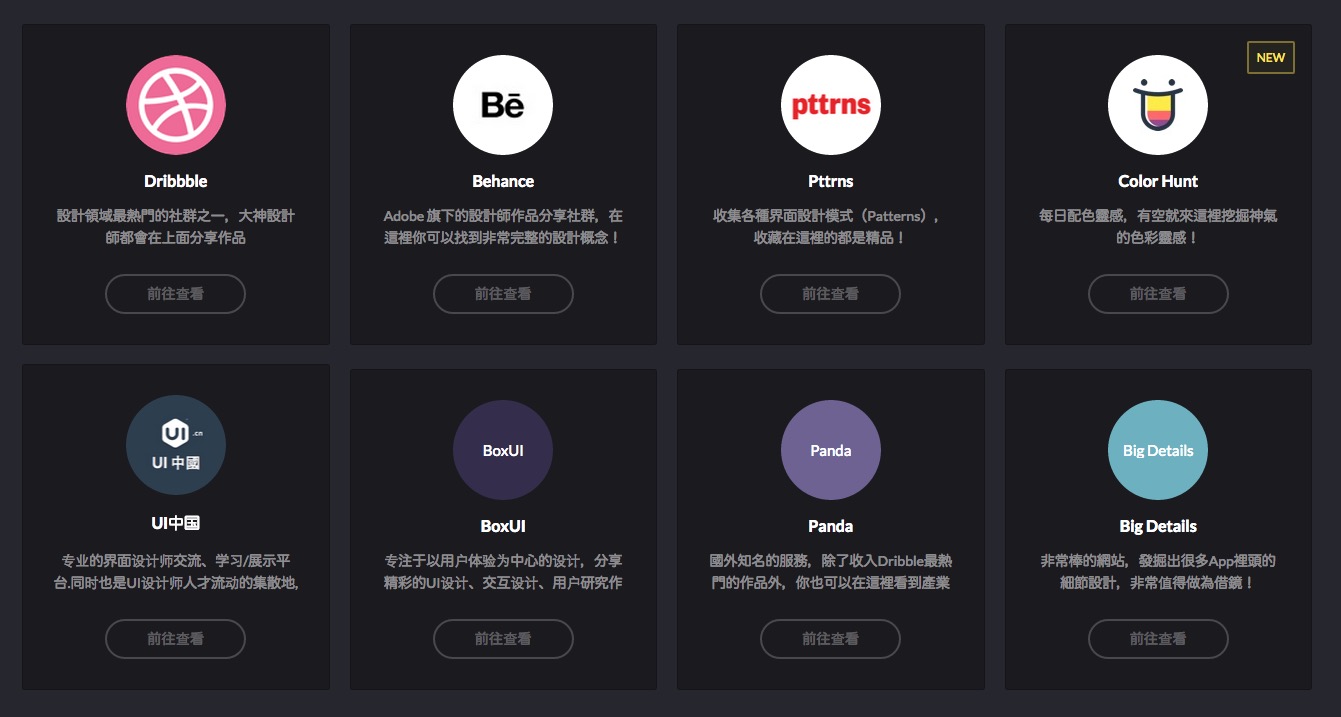 NEW
Bē
pttrns
Dribbble
設計領域最熱門的社群之一，大神設計
師都會在上面分享作品
前往查看
Behance
Adobe 旗下的設計師作品分享社群，在
這裡你可以找到非常完整的設計概念！
前往查看
Pttrns
收集各種界面設計模式（Patterns），
收藏在這裡的都是精品！
前往查看
Color Hunt
每日配色靈感，有空就來這裡挖掘神氣
的色彩靈感！
前往查看
UI .cn
UI 中國
UI中国
专业的界面设计师交流、学习/展示平
台.同时也是UI设计师人才流动的集散地,
前往查看
BoxUI
BoxUI
专注于以用户体验为中心的设计，分享
精彩的UI设计、交互设计、用户研究作
前往查看
Panda
Panda
國外知名的服務，除了收入Dribble最熱
門的作品外，你也可以在這裡看到產業
前往查看
Big Details
Big Details
非常棒的網站，發掘出很多App裡頭的
細節設計，非常值得做為借鏡！
前往查看